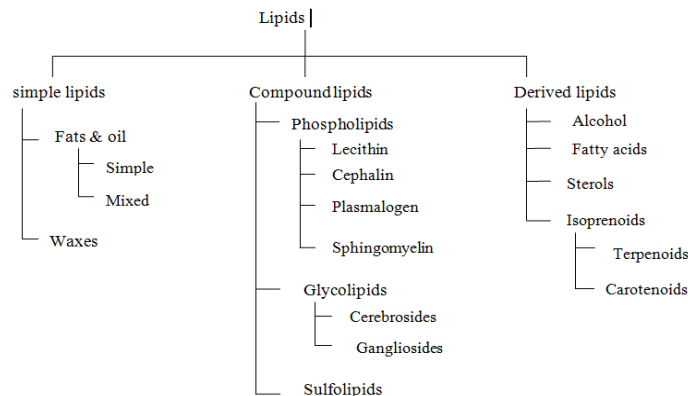 Lipids
simple lipids
Fats & oil
Simple
Mixed
Waxes
Compound lipids
Phospholipids
Lecithin
Cephalin
Plasmalogen
Sphingomyelin
Glycolipids
Cerebrosides
Gangliosides
Sulfolipids
Derived lipids
Alcohol
Fatty acids
Sterols
Isoprenoids
Terpenoids
Carotenoids